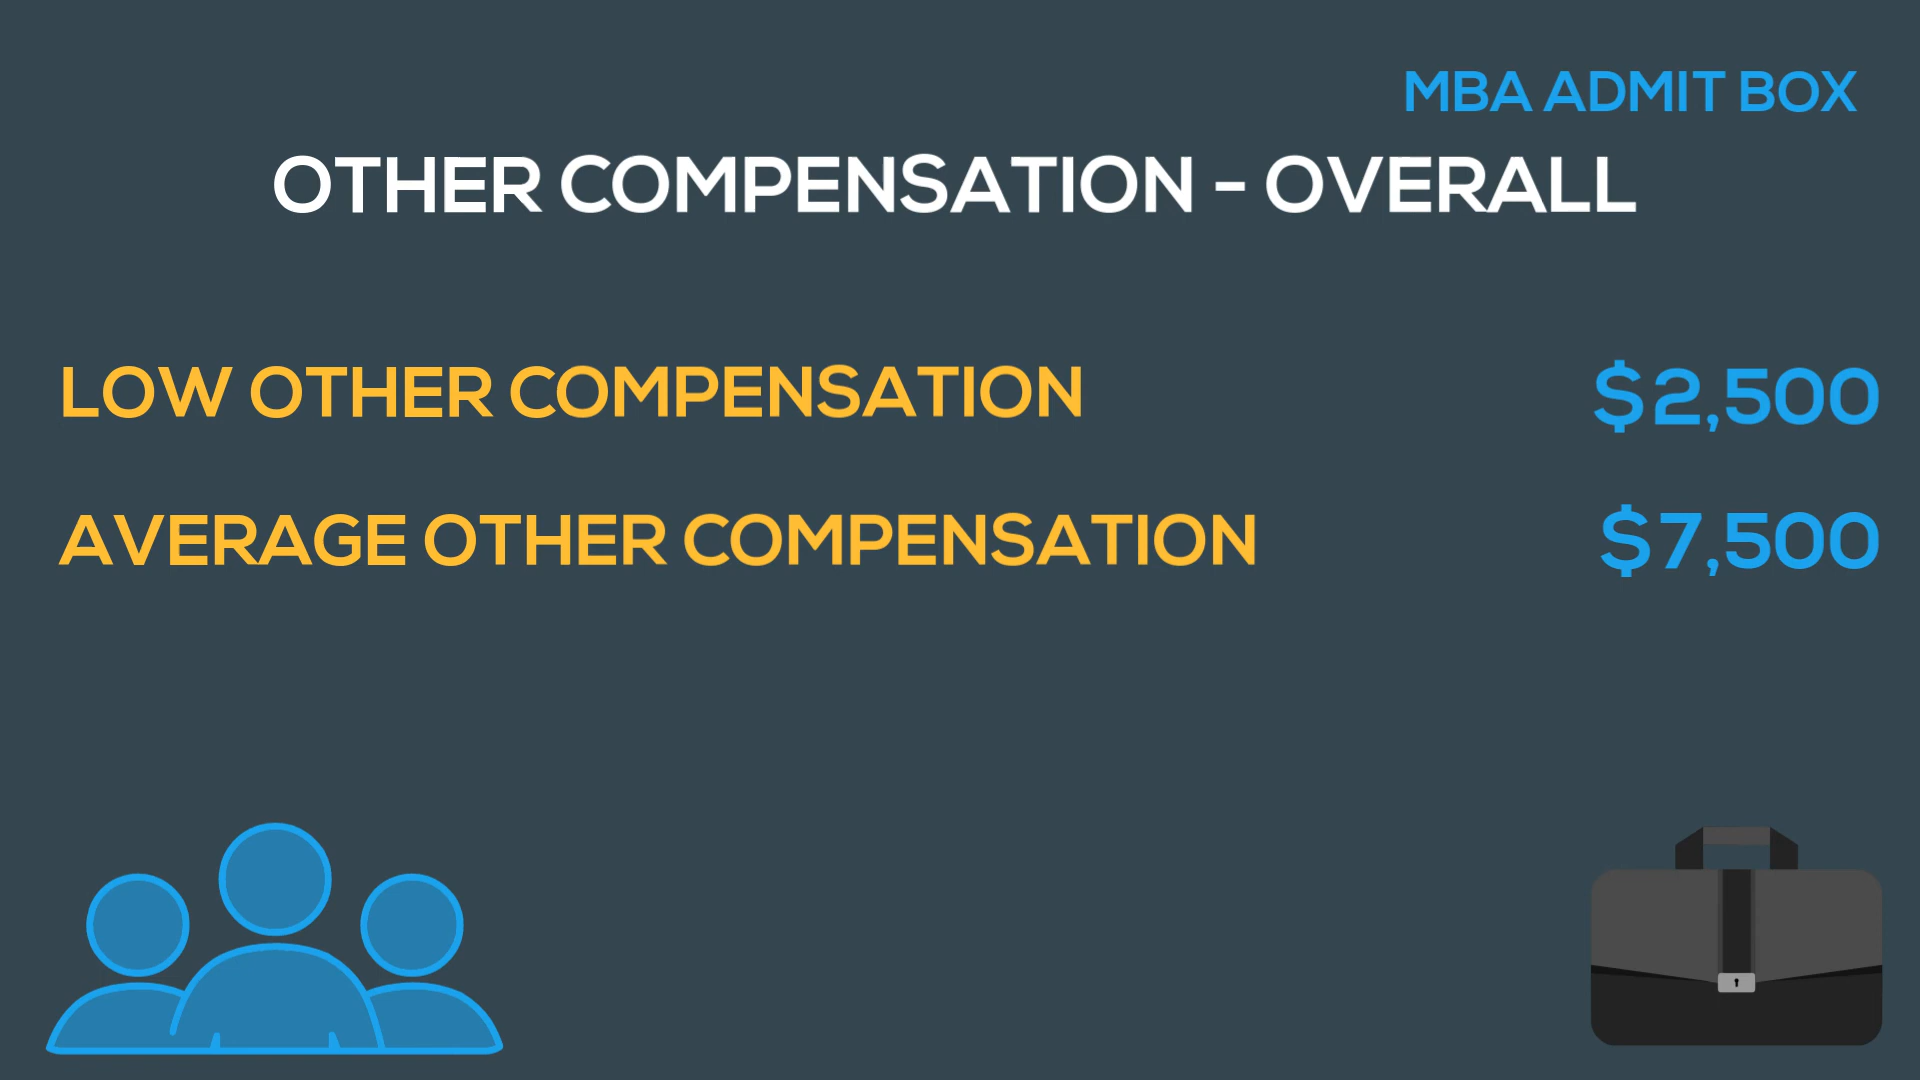 MBA ADMIT BOX
OTHER COMPENSATION - OVERALL
LOW OTHER COMPENSATION $2,500
AVERAGE OTHER COMPENSATION $7,500